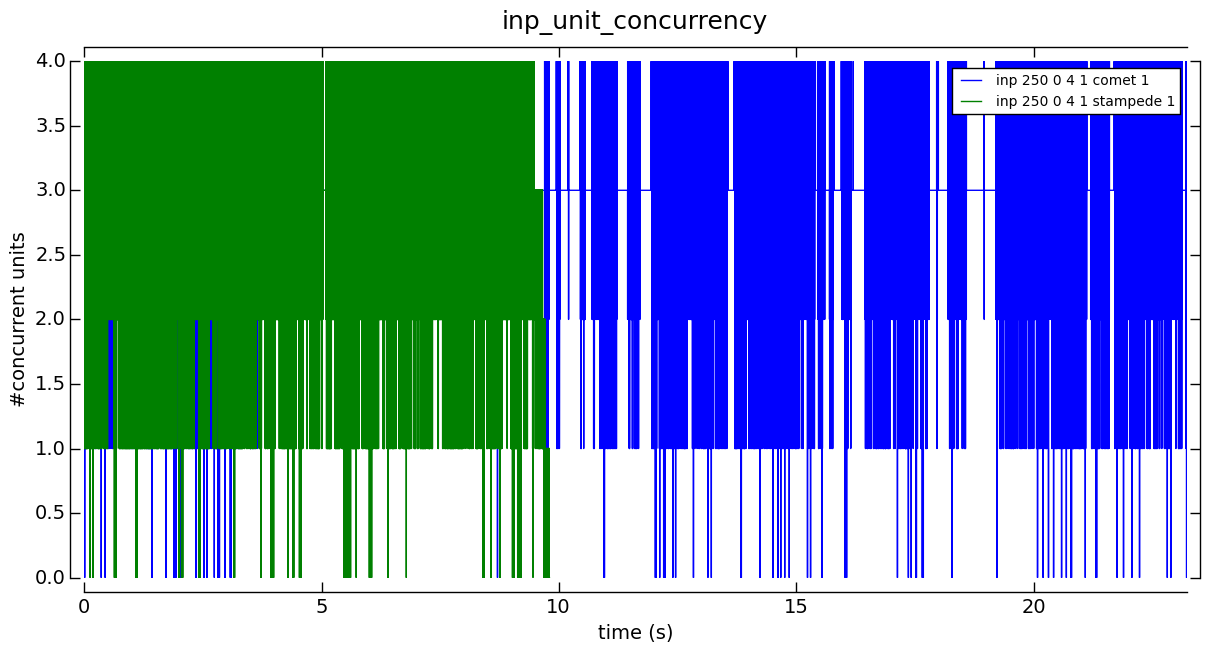 inp_unit_concurrency
4.0
3.5
3.0
2.5
2.0
1.5
1.0
0.5
0.0
#concurrent units
inp 250 0 4 1 comet 1
inp 250 0 4 1 stampede 1
0
5
10
15
20
time (s)